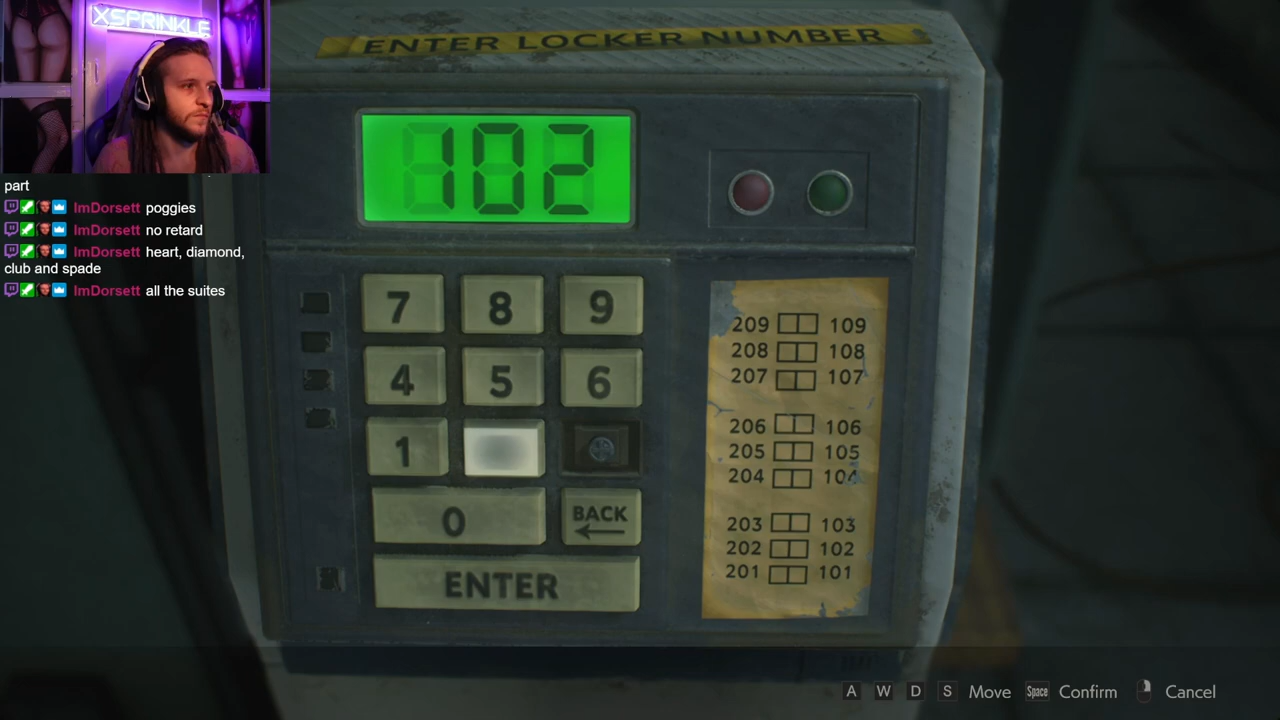 XSPRINKLE
ENTER LOCKER NUMBER
102
part
ImDorsett poggies
ImDorsett no retard
ImDorsett heart, diamond,
club and spade
ImDorsett all the suites
7 8 9
4 5 6
1
0 BACK
ENTER
209 109
208 108
207 107
206 106
205 105
204 104
203 103
202 102
201 101
A W D S Move Space Confirm Cancel